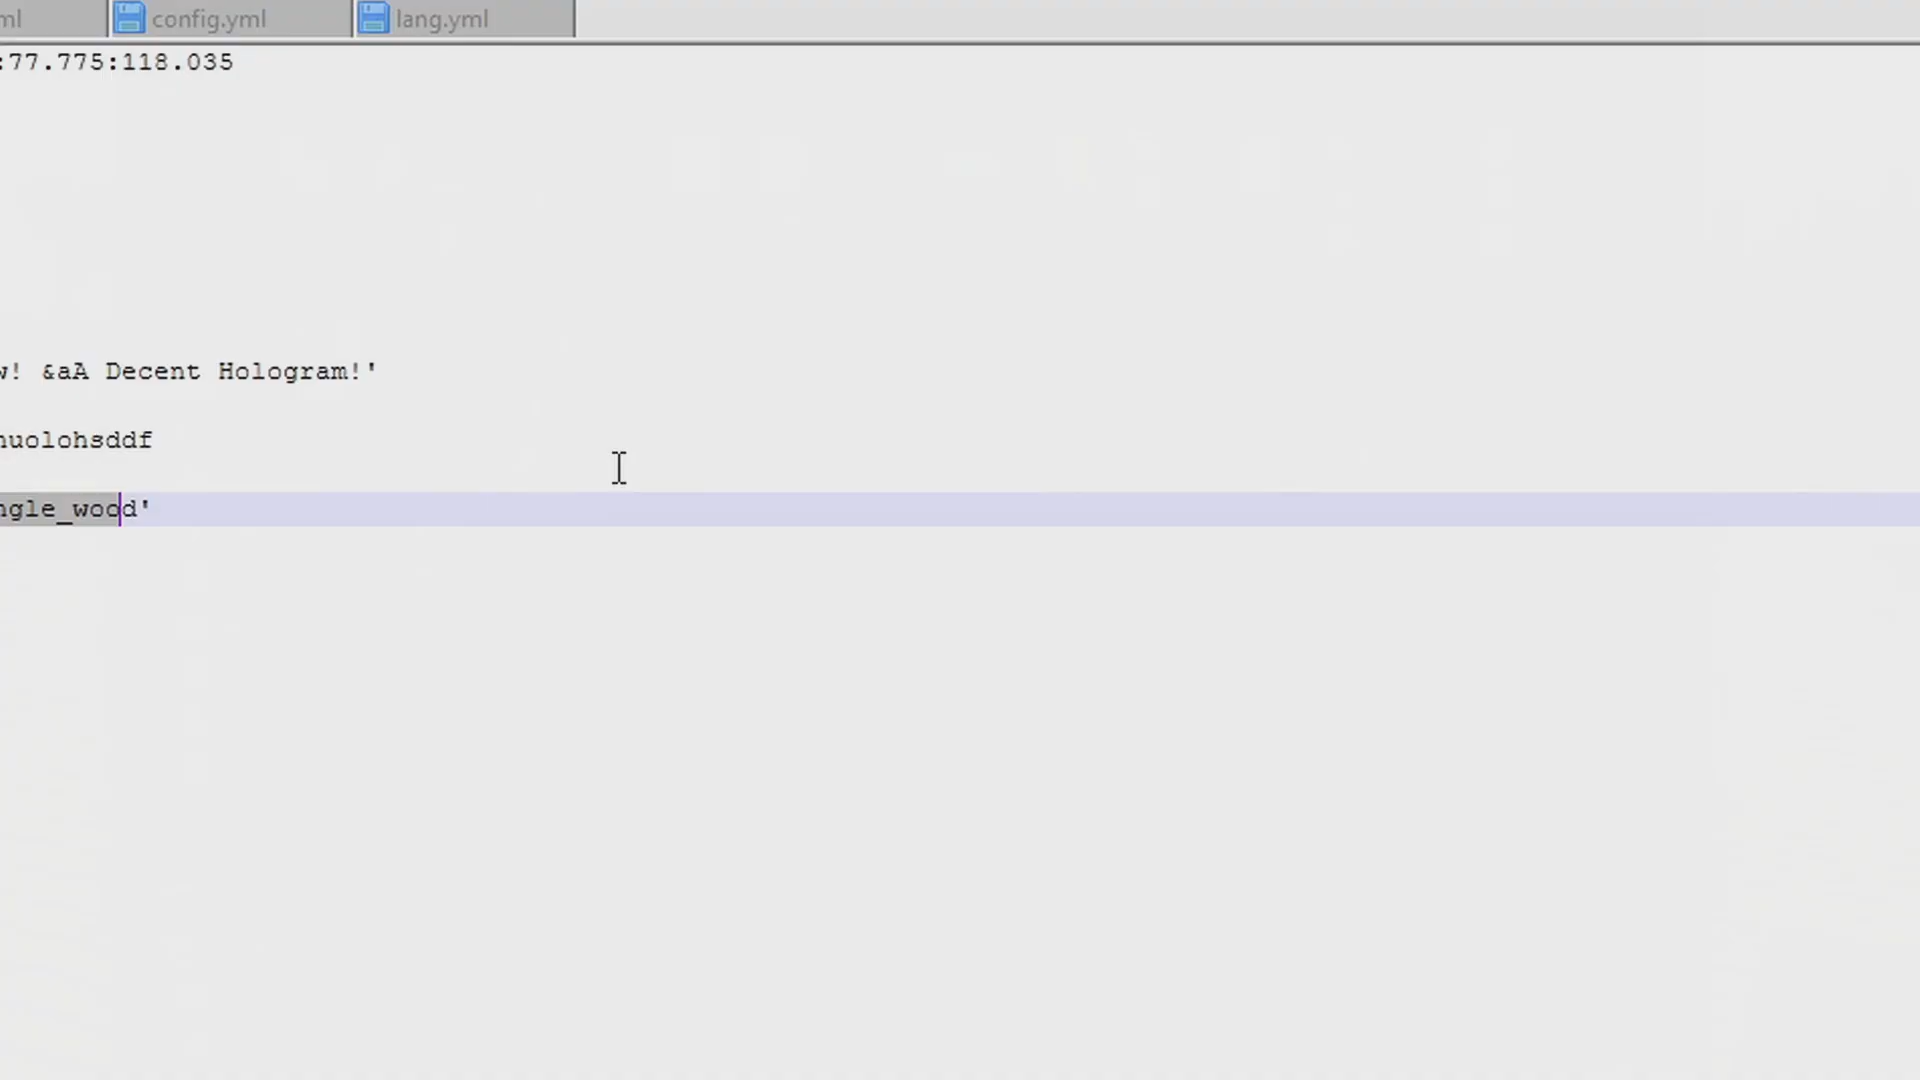 ml config.yml lang.yml
:77.775:118.035
w! &aA Decent Hologram!'
nuolohsddf
ngle_wood'